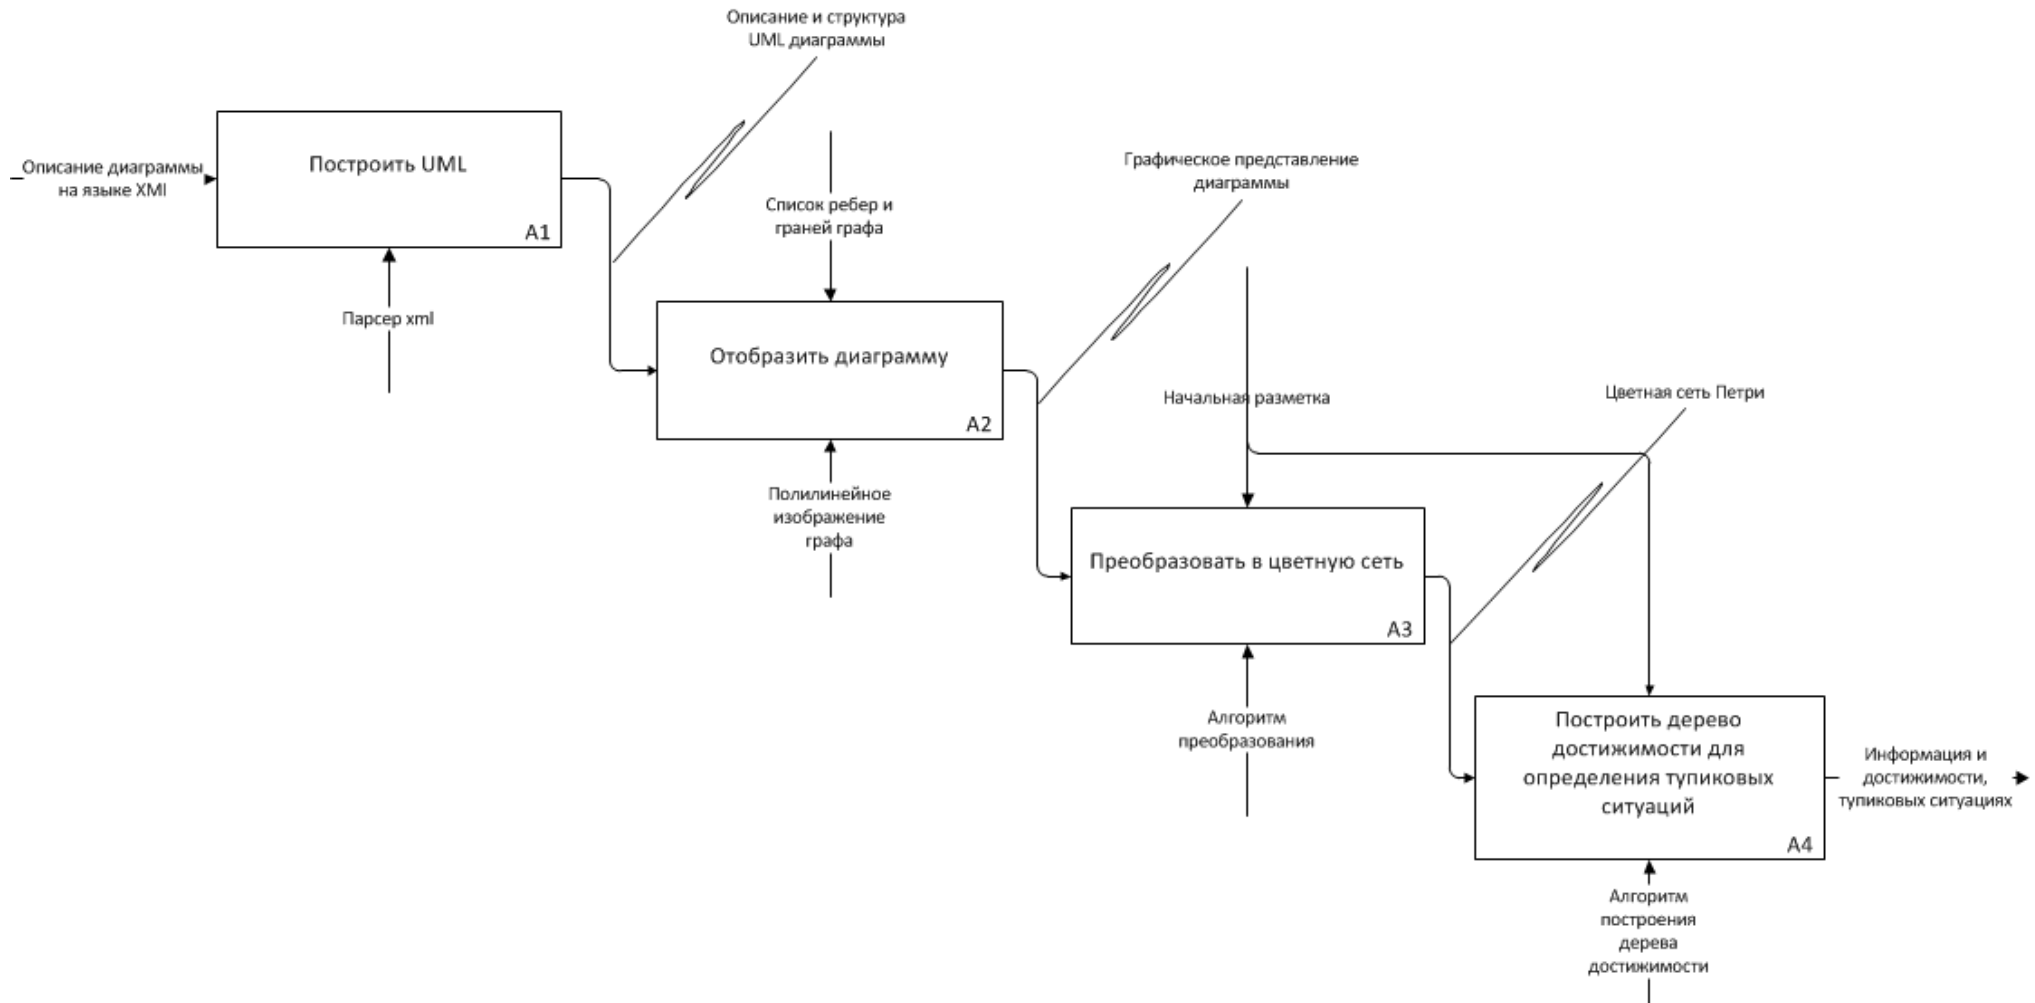 Описание и структура
UML диаграммы
Описание диаграммы
на языке XMI
Построить UML
A1
Парсер xml
Список ребер и
граней графа
Отобразить диаграмму
A2
Полилинейное
изображение
графа
Графическое представление
диаграммы
Начальная разметка
Преобразовать в цветную сеть
A3
Алгоритм
преобразования
Цветная сеть Петри
Построить дерево
достижимости для
определения тупиковых
ситуаций
A4
Информация и
достижимости,
тупиковых ситуациях
Алгоритм
построения
дерева
достижимости